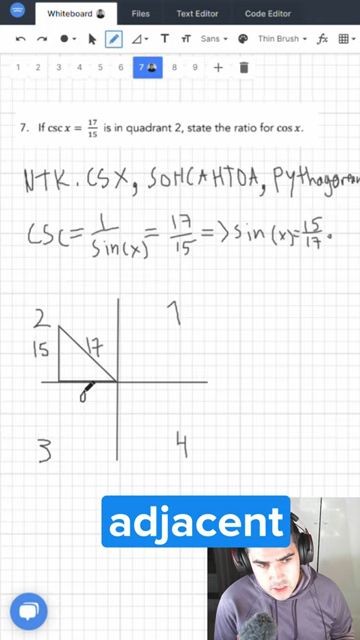 Whiteboard Files Text Editor Code Editor
T TT Sans Thin Brush fx
1 2 3 4 5 6 7 8 9 +
7. If csc x = 17/15 is in quadrant 2, state the ratio for cos x.
NTK. CSX, SOHCAHTOA, Pythagorean
CSC = 1/sin(x) = 17/15 => sin(x) = 15/17.
2 1
15 17
3 4
adjacent